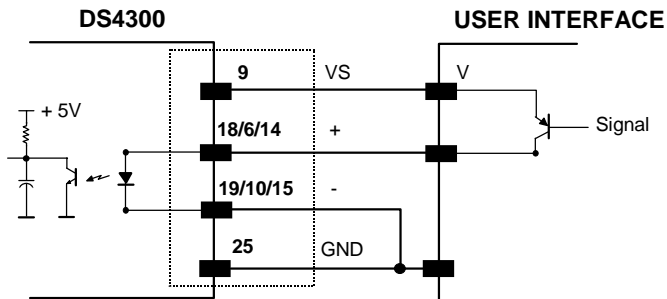 DS4300
USER INTERFACE
9 VS V
+ 5V
18/6/14 + Signal
19/10/15 -
25 GND